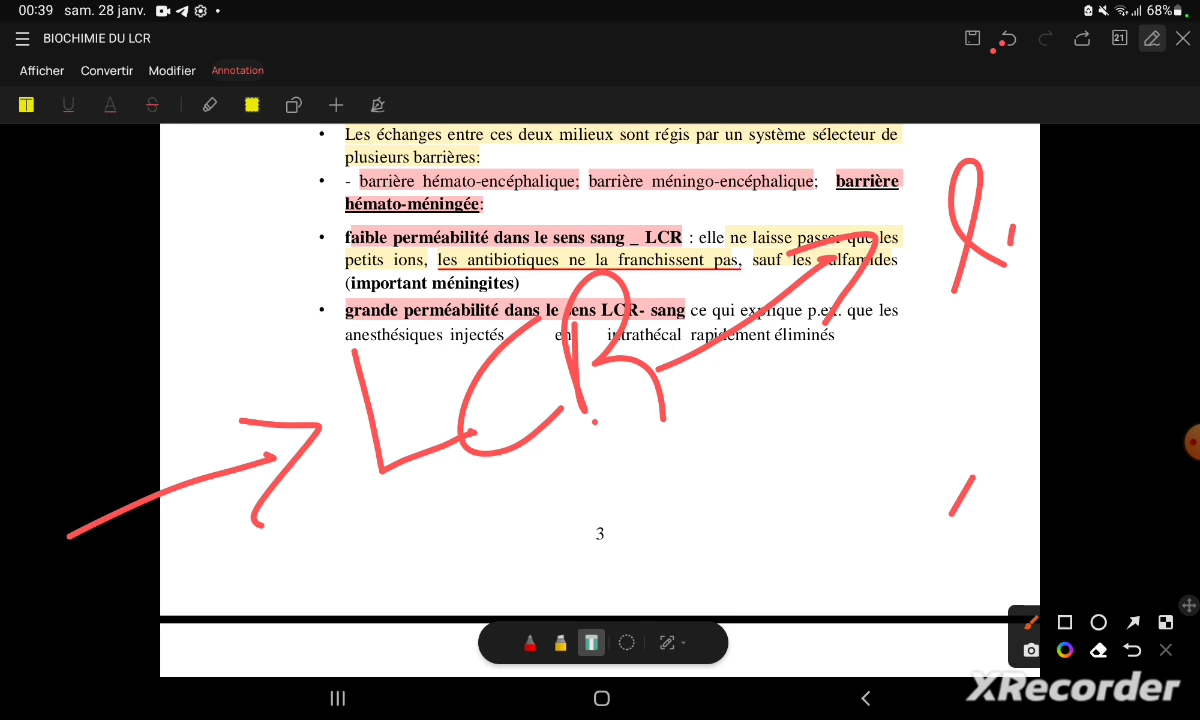 00:39 sam. 28 janv. 68%
BIOCHIMIE DU LCR
21
Afficher Convertir Modifier Annotation
T U A S
• Les échanges entre ces deux milieux sont régis par un système sélecteur de
plusieurs barrières:
• - barrière hémato-encéphalique; barrière méningo-encéphalique; barrière
hémato-méningée:
• faible perméabilité dans le sens sang _ LCR : elle ne laisse passer que les
petits ions, les antibiotiques ne la franchissent pas, sauf les sulfamides
(important méningites)
• grande perméabilité dans le sens LCR- sang ce qui explique p.ex. que les
anesthésiques injectés en intrathécal rapidement éliminés
LCR
3
XRecorder